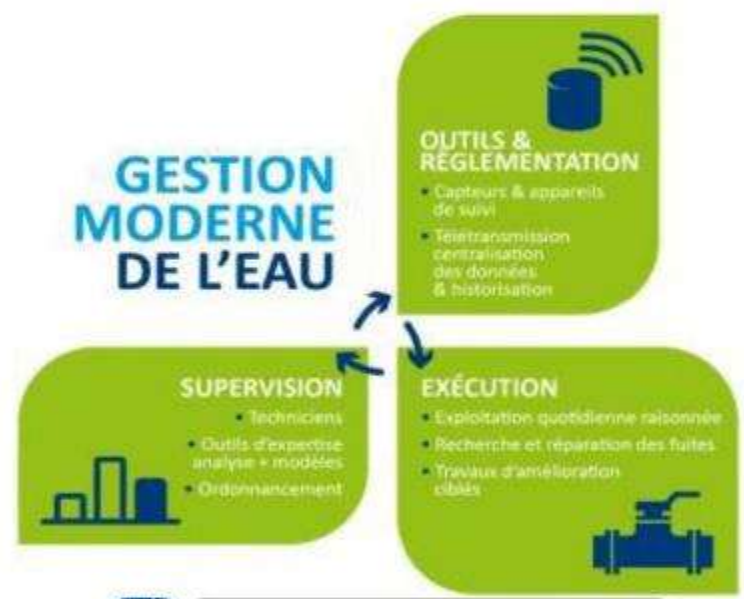 GESTION
MODERNE
DE L'EAU
OUTILS &
RÈGLEMENTATION
• Capteurs & appareils
de suivi
• Télétransmission
centralisation
des données
& historisation
SUPERVISION
• Techniciens
• Outils d'expertise
analyse + modèles
• Ordonnancement
EXÉCUTION
• Exploitation quotidienne raisonnée
• Recherche et réparation des fuites
• Travaux d'amélioration
ciblés